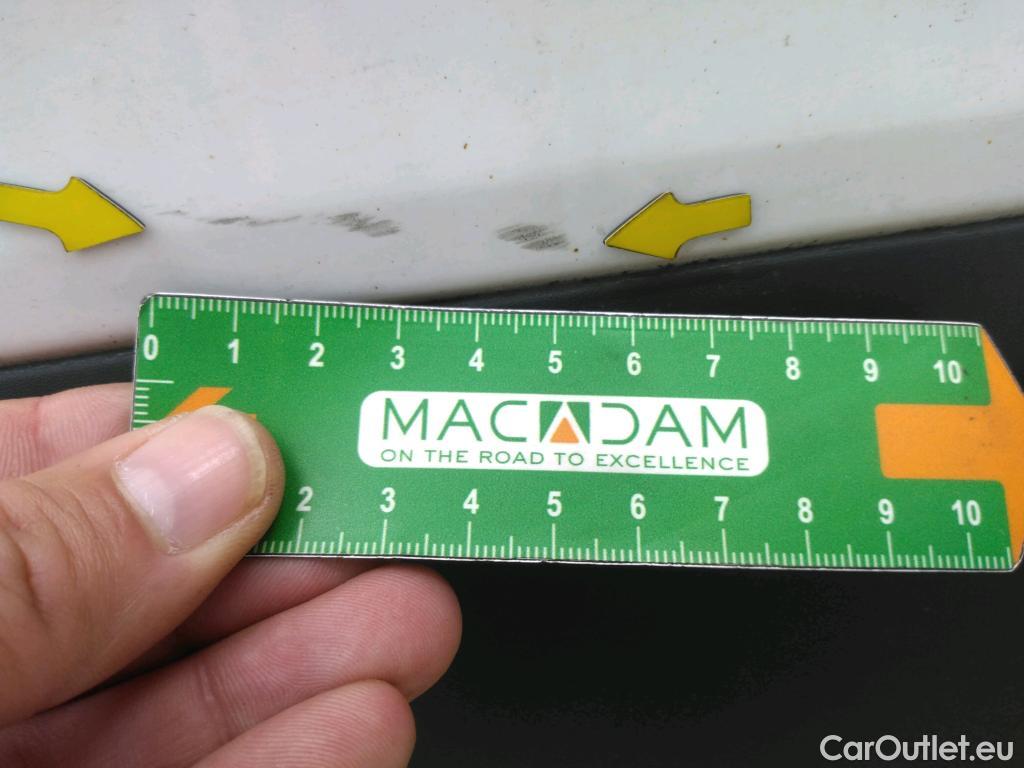 0 1 2 3 4 5 6 7 8 9 10
MACADAM
ON THE ROAD TO EXCELLENCE
2 3 4 5 6 7 8 9 10
CarOutlet.eu